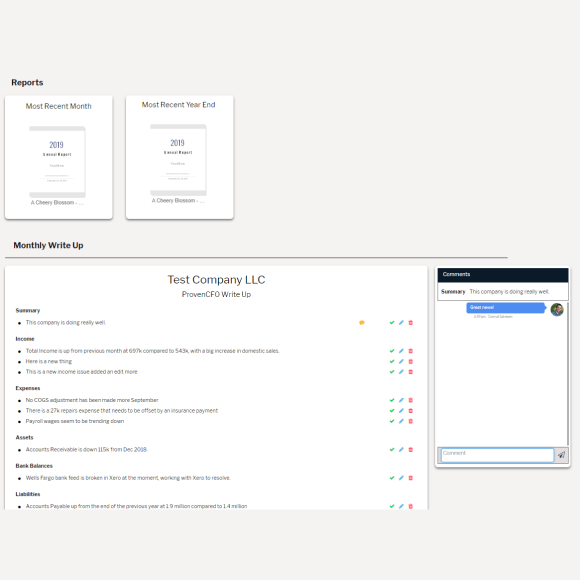 Reports
Most Recent Month
Most Recent Year End
2019
Annual Report
2019
Annual Report
A Cheery Blossom - ...
A Cheery Blossom - ...
Monthly Write Up
Test Company LLC
ProvenCFO Write Up
Summary
This company is doing really well.
Income
Total Income is up from previous month at 697k compared to 543k, with a big increase in domestic sales.
Here is a new thing
This is a new income issue added an edit more
Expenses
No COGS adjustment has been made more September
There is a 27k repairs expense that needs to be offset by an insurance payment
Payroll wages seem to be trending down
Assets
Accounts Receivable is down 115k from Dec 2018.
Bank Balances
Wells Fargo bank feed is broken in Xero at the moment, working with Xero to resolve.
Liabilities
Accounts Payable up from the end of the previous year at 1.9 million compared to 1.4 million
Comments
Summary This company is doing really well.
Great news!
Comment